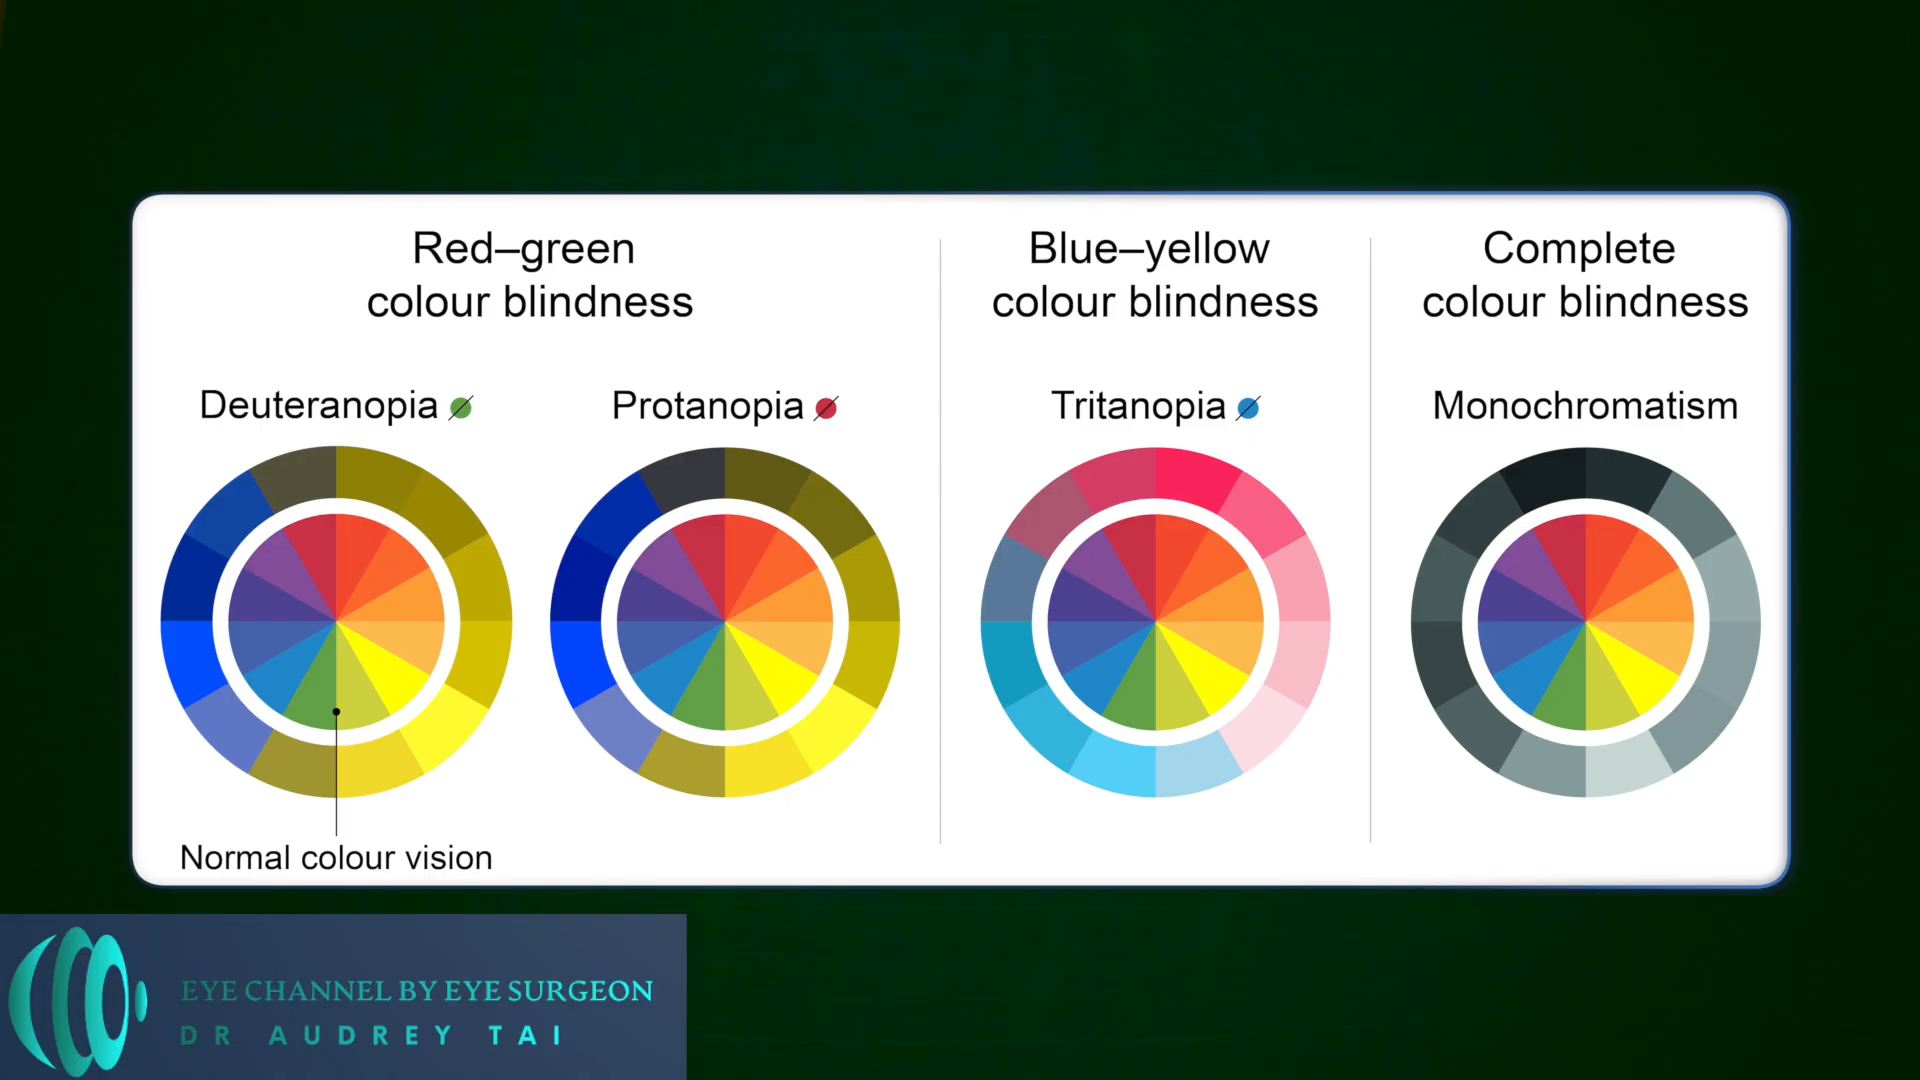 Red–green
colour blindness
Blue–yellow
colour blindness
Complete
colour blindness
Deuteranopia
Protanopia
Tritanopia
Monochromatism
Normal colour vision
EYE CHANNEL BY EYE SURGEON
DR AUDREY TAI